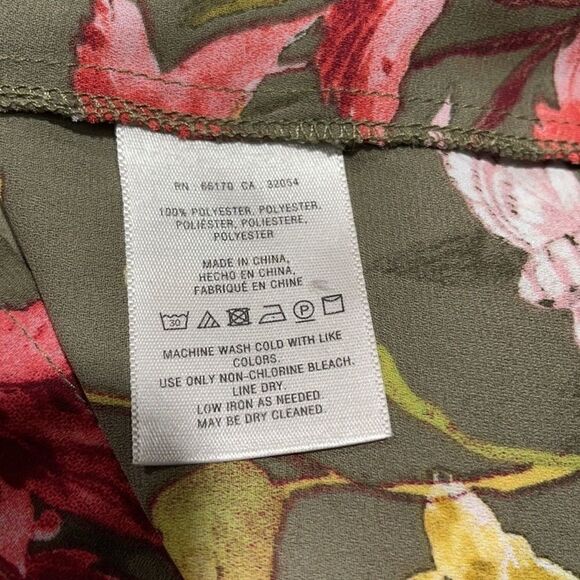 RN 66170 CA 32054
100% POLYESTER, POLYESTER,
POLIÉSTER, POLIESTERE,
POLYESTER
MADE IN CHINA,
HECHO EN CHINA,
FABRIQUÉ EN CHINE
30 P
MACHINE WASH COLD WITH LIKE
COLORS.
USE ONLY NON-CHLORINE BLEACH.
LINE DRY.
LOW IRON AS NEEDED
MAY BE DRY CLEANED.